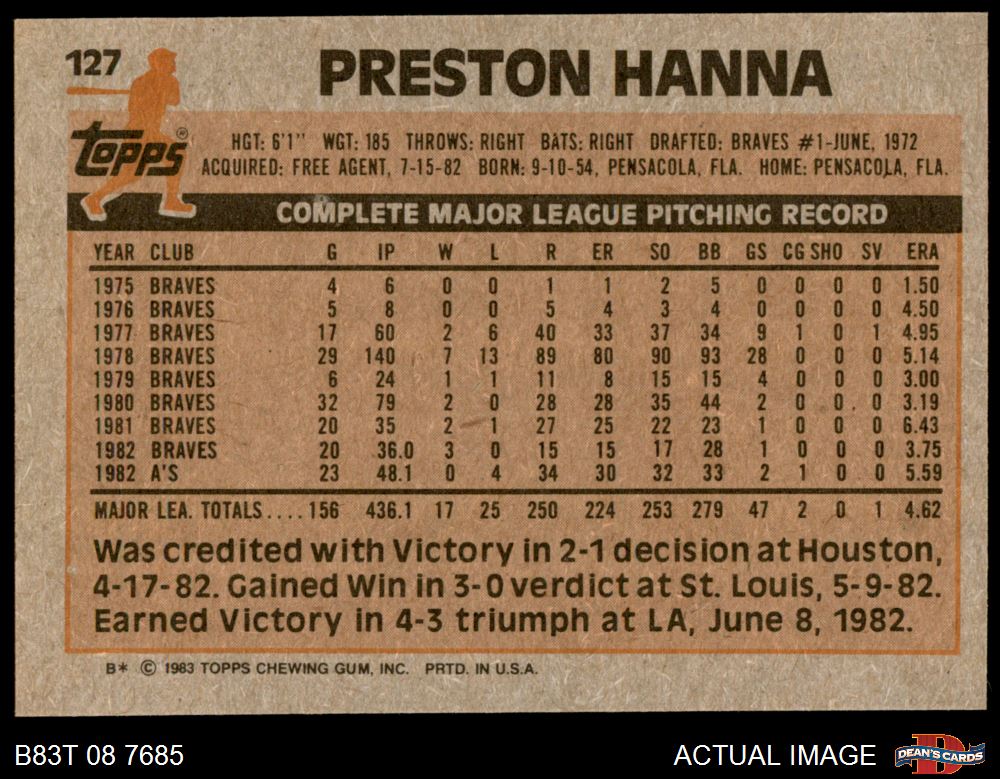 127 PRESTON HANNA
Topps®
HGT: 6'1" WGT: 185 THROWS: RIGHT BATS: RIGHT DRAFTED: BRAVES #1-JUNE, 1972
ACQUIRED: FREE AGENT, 7-15-82 BORN: 9-10-54, PENSACOLA, FLA. HOME: PENSACOLA, FLA.
COMPLETE MAJOR LEAGUE PITCHING RECORD
YEAR CLUB G IP W L R ER SO BB GS CG SHO SV ERA
1975 BRAVES 4 6 0 0 1 1 2 5 0 0 0 0 1.50
1976 BRAVES 5 8 0 0 5 4 3 4 0 0 0 0 4.50
1977 BRAVES 17 60 2 6 40 33 37 34 9 1 0 1 4.95
1978 BRAVES 29 140 7 13 89 80 90 93 28 0 0 0 5.14
1979 BRAVES 6 24 1 1 11 8 15 15 4 0 0 0 3.00
1980 BRAVES 32 79 2 0 28 28 35 44 2 0 0 0 3.19
1981 BRAVES 20 35 2 1 27 25 22 23 1 0 0 0 6.43
1982 BRAVES 20 36.0 3 0 15 15 17 28 1 0 0 0 3.75
1982 A'S 23 48.1 0 4 34 30 32 33 2 1 0 0 5.59
MAJOR LEA. TOTALS....156 436.1 17 25 250 224 253 279 47 2 0 1 4.62
Was credited with Victory in 2-1 decision at Houston,
4-17-82. Gained Win in 3-0 verdict at St. Louis, 5-9-82.
Earned Victory in 4-3 triumph at LA, June 8, 1982.
B* © 1983 TOPPS CHEWING GUM, INC. PRTD. IN U.S.A.
B83T 08 7685 ACTUAL IMAGE DEAN'S CARDS